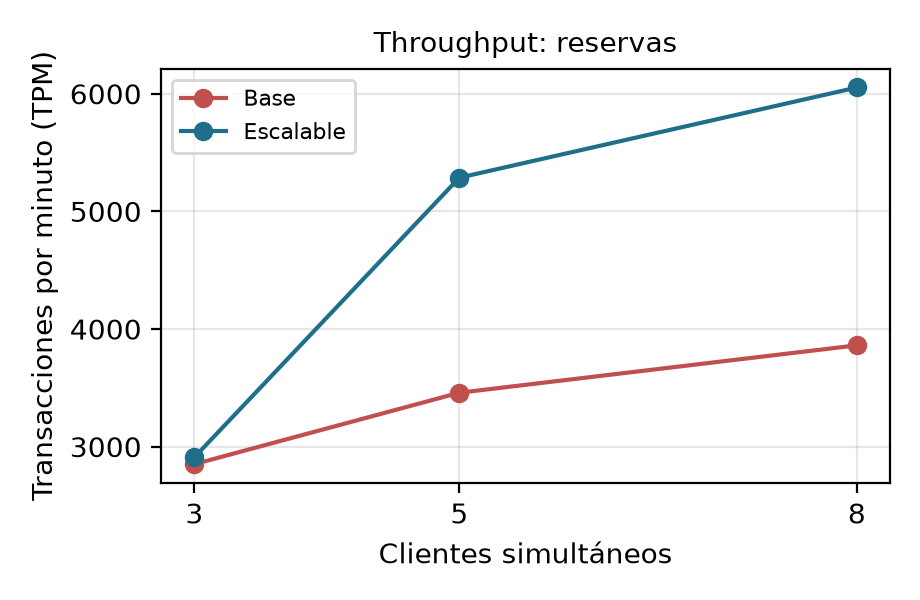 Throughput: reservas
Base
Escalable
Transacciones por minuto (TPM)
6000
5000
4000
3000
3
5
8
Clientes simultáneos